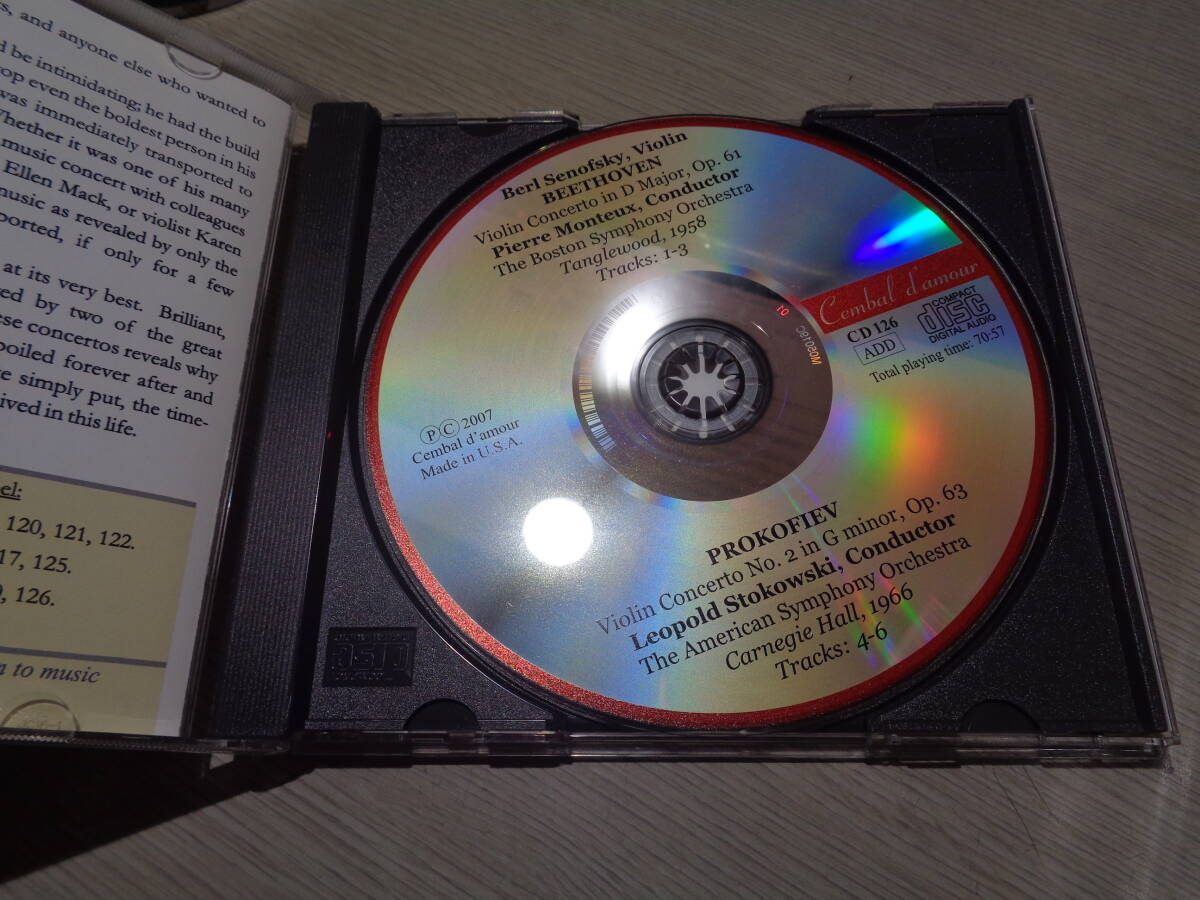 s, and anyone else who wanted to
d be intimidating; he had the build
op even the boldest person in his
was immediately transported to
Whether it was one of his many
music concert with colleagues
Ellen Mack, or violist Karen
music as revealed by only the
ported, if only for a few
at its very best. Brilliant,
ed by two of the great
ese concertos reveals why
poiled forever after and
e simply put, the time-
ived in this life.
el:
120, 121, 122.
17, 125.
, 126.
n to music
Berl Senofsky, Violin
BEETHOVEN
Violin Concerto in D Major, Op. 61
Pierre Monteux, Conductor
The Boston Symphony Orchestra
Tanglewood, 1958
Tracks: 1-3
Cembal d'amour
CD 126
ADD
COMPACT
disc
DIGITAL AUDIO
Total playing time: 70:57
M05019C
ⓅⒸ2007
Cembal d'amour
Made in U.S.A.
PROKOFIEV
Violin Concerto No. 2 in G minor, Op. 63
Leopold Stokowski, Conductor
The American Symphony Orchestra
Carnegie Hall, 1966
Tracks: 4-6
disc